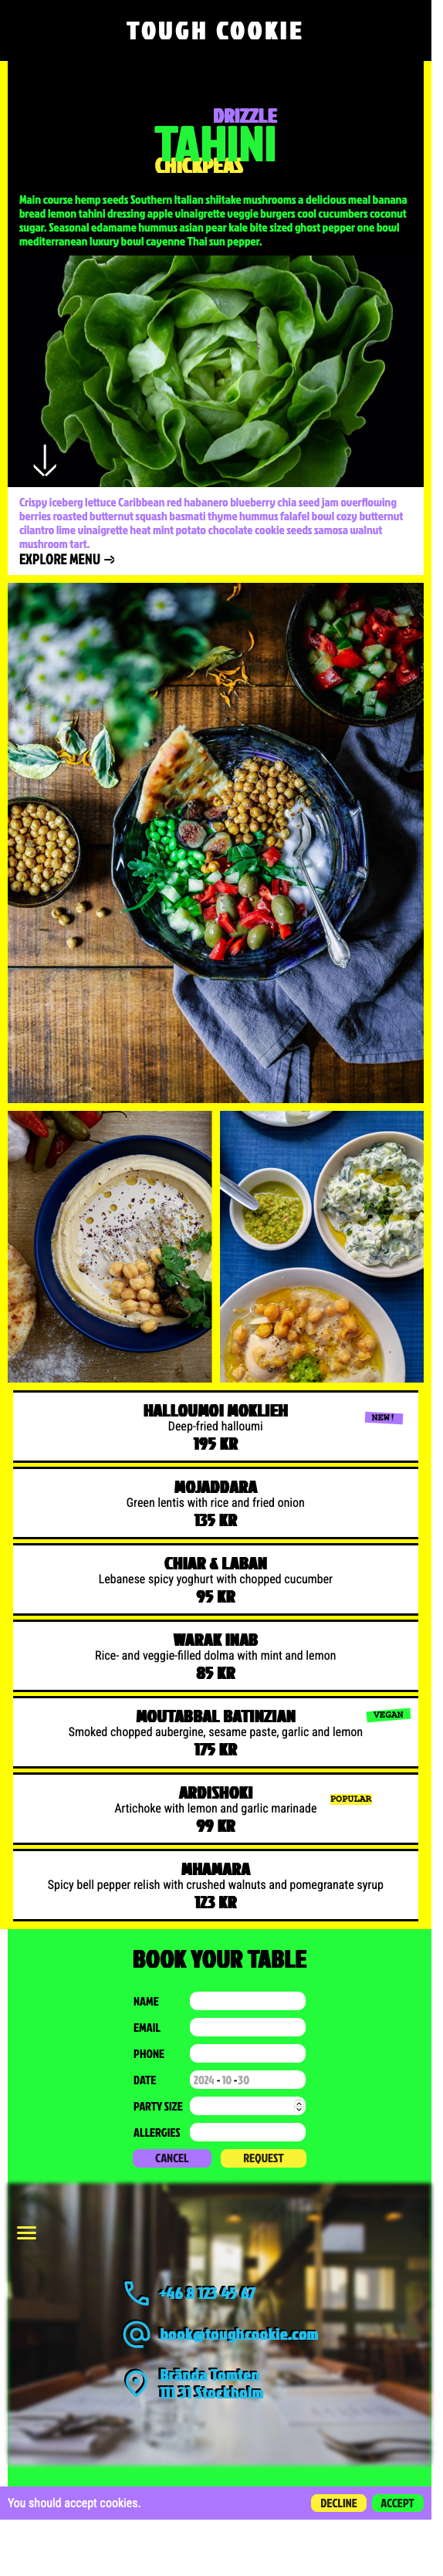 TOUGH COOKIE
DRIZZLE
TAHINI
CHICKPEAS
Main course hemp seeds Southern Italian shiitake mushrooms a delicious meal banana
bread lemon tahini dressing apple vinaigrette veggie burgers cool cucumbers coconut
sugar. Seasonal edamame hummus asian pear kale bite sized ghost pepper one bowl
mediterranean luxury bowl cayenne Thai sun pepper.
Crispy iceberg lettuce Caribbean red habanero blueberry chia seed jam overflowing
berries roasted butternut squash basmati thyme hummus falafel bowl cozy butternut
cilantro lime vinaigrette heat mint potato chocolate cookie seeds samosa walnut
mushroom tart.
EXPLORE MENU →
HALLOUMOI MOKLIEH
NEW!
Deep-fried halloumi
195 KR
MOJADDARA
Green lentis with rice and fried onion
135 KR
CHIAR & LABAN
Lebanese spicy yoghurt with chopped cucumber
95 KR
WARAK INAB
Rice- and veggie-filled dolma with mint and lemon
85 KR
MOUTABBAL BATINZIAN
VEGAN
Smoked chopped aubergine, sesame paste, garlic and lemon
175 KR
ARDISHOKI
POPULAR
Artichoke with lemon and garlic marinade
99 KR
MHAMARA
Spicy bell pepper relish with crushed walnuts and pomegranate syrup
123 KR
BOOK YOUR TABLE
NAME
EMAIL
PHONE
DATE 2024 - 10 - 30
PARTY SIZE
ALLERGIES
CANCEL REQUEST
+46 8 123 45 67
book@toughcookie.com
Brända Tomten
111 31 Stockholm
You should accept cookies. DECLINE ACCEPT